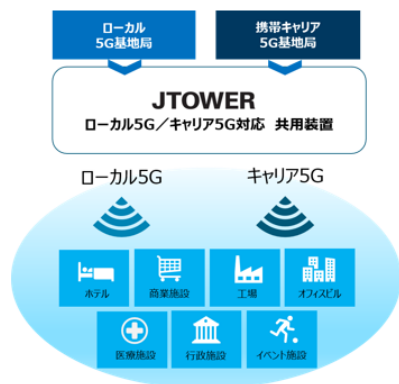 ローカル
5G基地局
携帯キャリア
5G基地局
JTOWER
ローカル5G／キャリア5G対応 共用装置
ローカル5G
キャリア5G
ホテル
商業施設
工場
オフィスビル
医療施設
行政施設
イベント施設